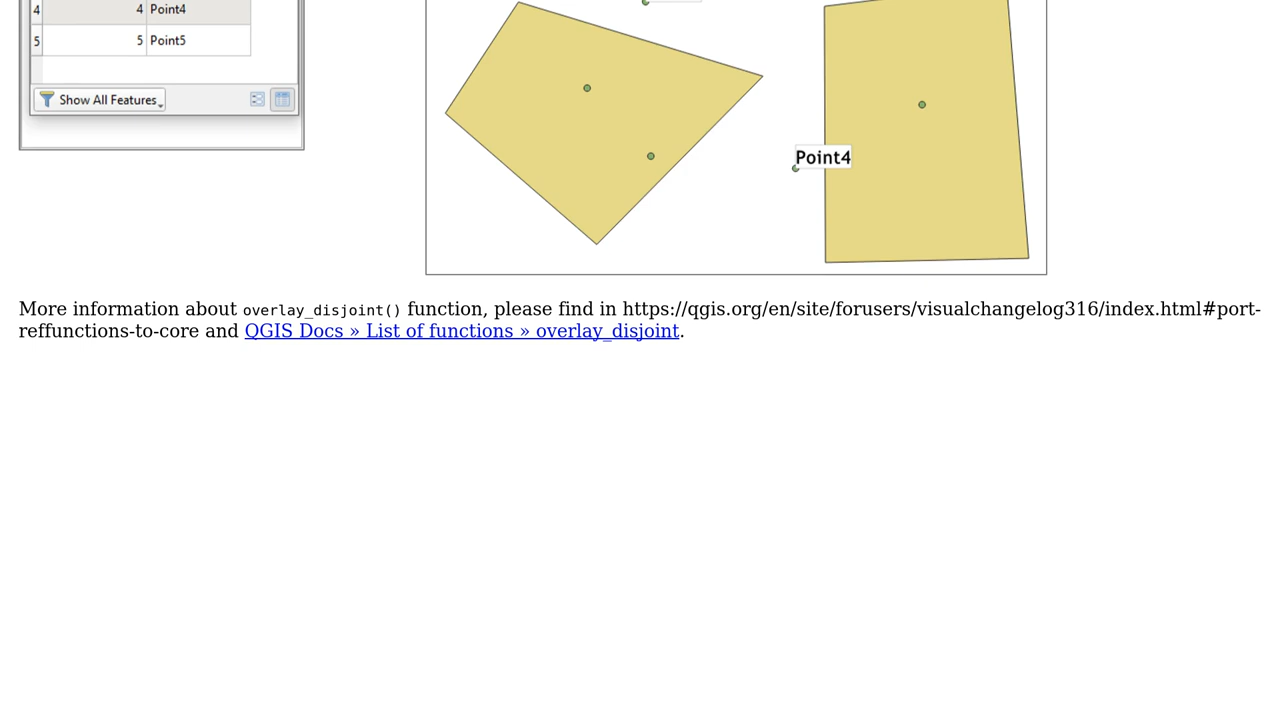 4 4 Point4
5 5 Point5
Show All Features
Point4
More information about overlay_disjoint() function, please find in https://qgis.org/en/site/forusers/visualchangelog316/index.html#port-
reffunctions-to-core and QGIS Docs » List of functions » overlay_disjoint.